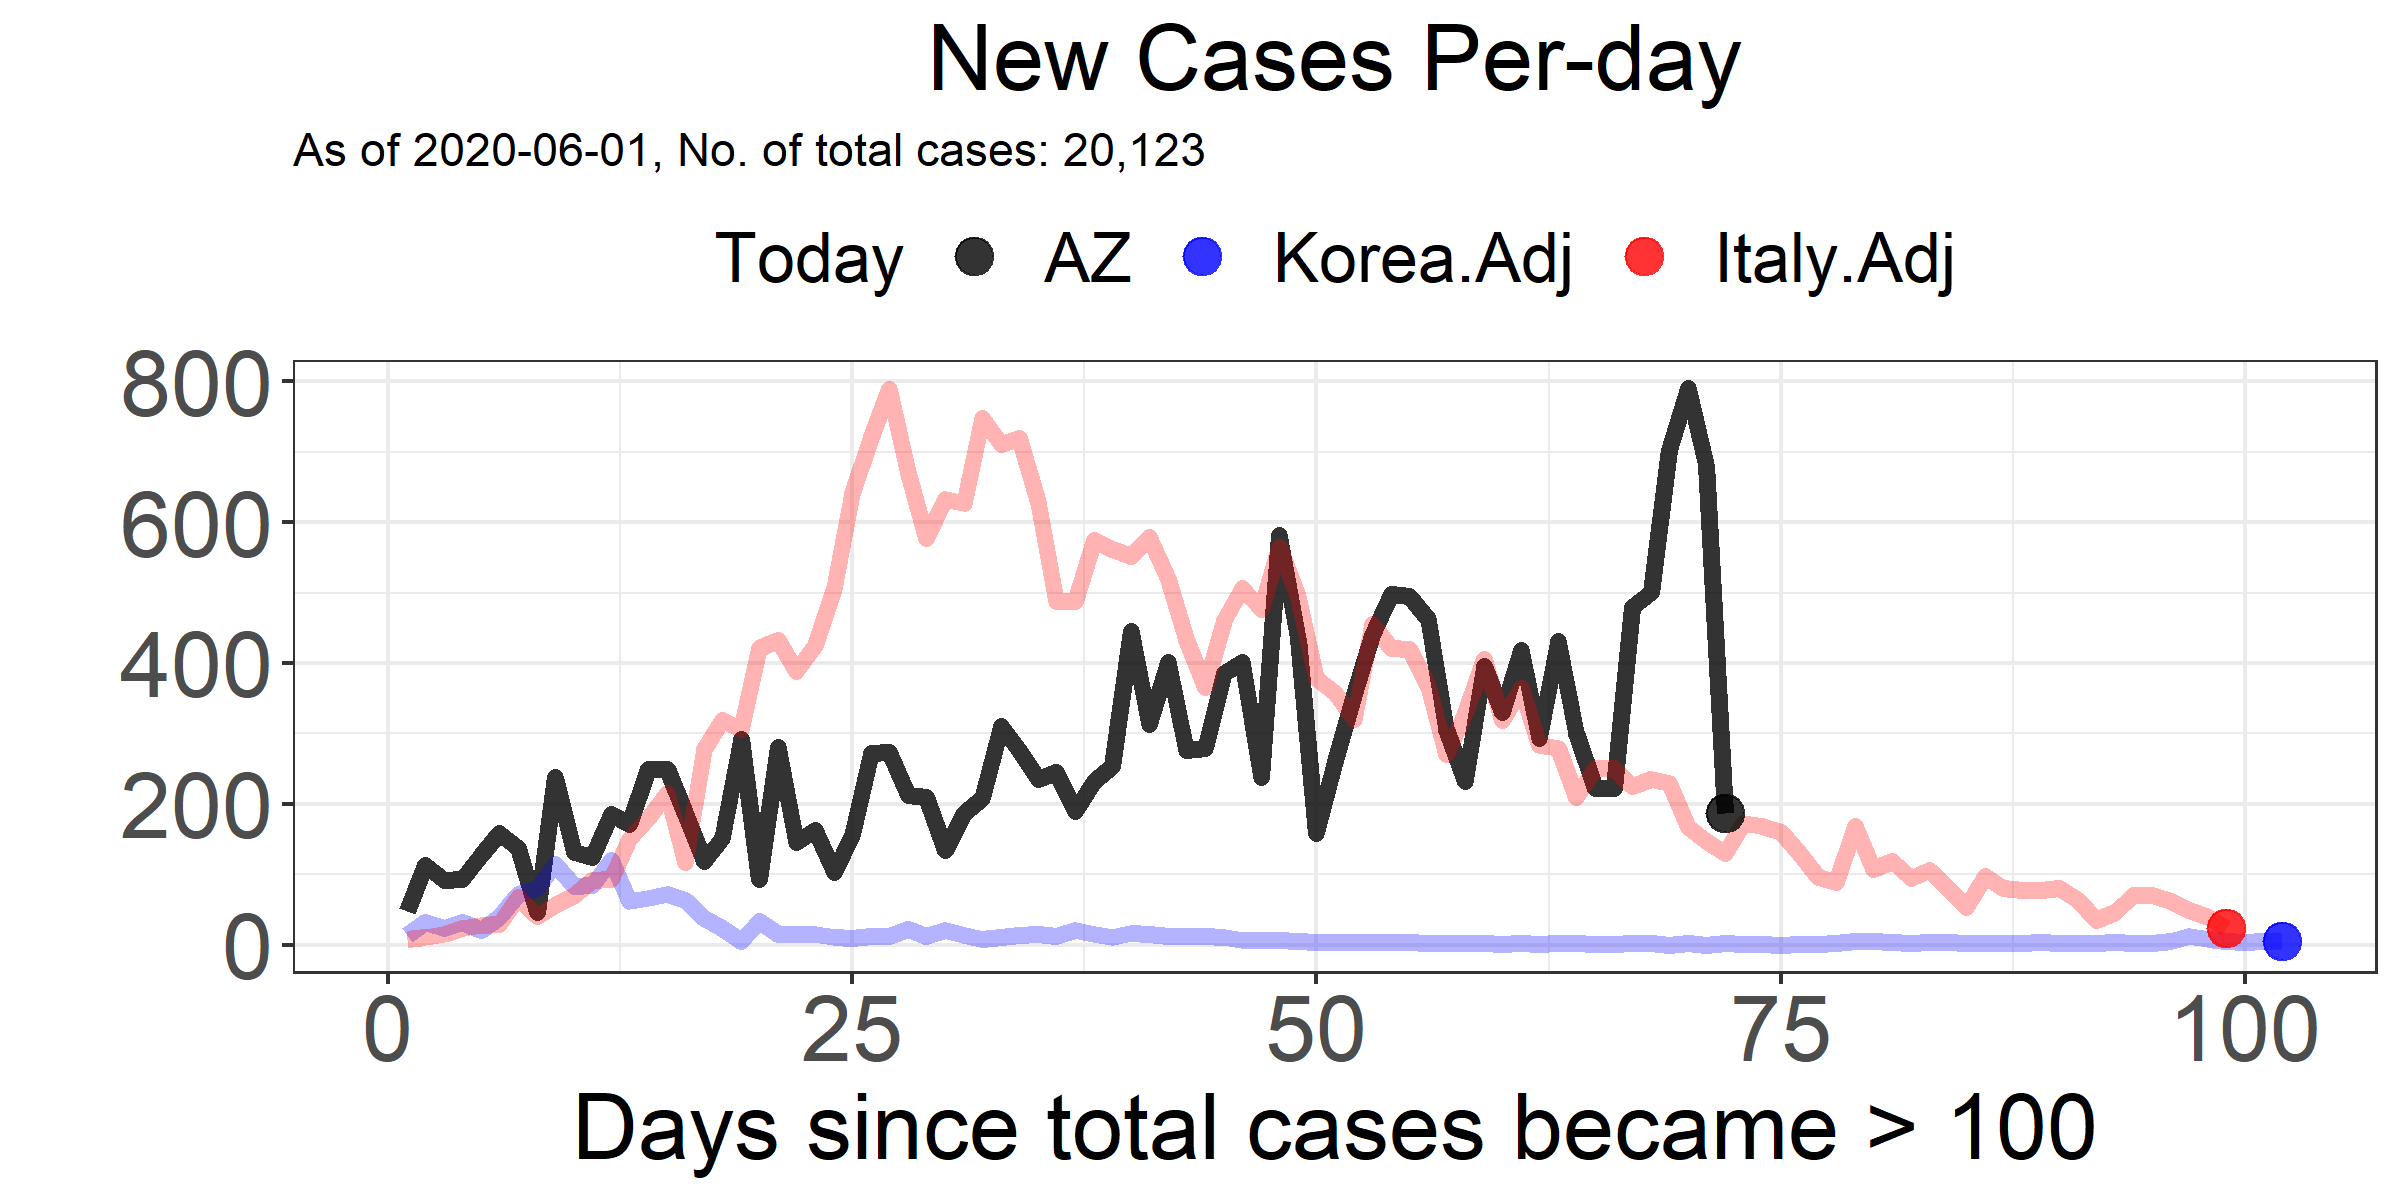 New Cases Per-day
As of 2020-06-01, No. of total cases: 20,123
Today AZ Korea.Adj Italy.Adj
800
600
400
200
0
0 25 50 75 100
Days since total cases became > 100